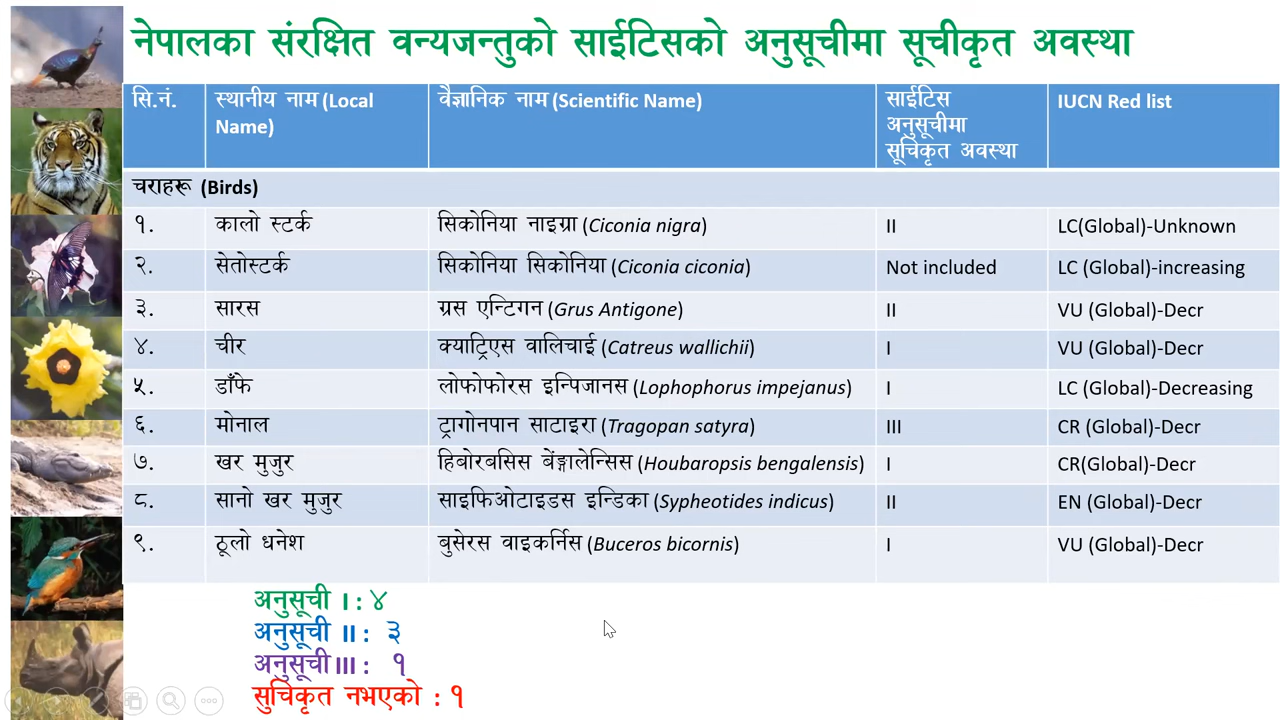 नेपालका संरक्षित वन्यजन्तुको साईटिसको अनुसूचीमा सूचीकृत अवस्था
सि.नं. स्थानीय नाम (Local Name) वैज्ञानिक नाम (Scientific Name) साईटिस अनुसूचीमा सूचिकृत अवस्था IUCN Red list
चराहरू (Birds)
१. कालो स्टर्क सिकोनिया नाइग्रा (Ciconia nigra) II LC(Global)-Unknown
२. सेतोस्टर्क सिकोनिया सिकोनिया (Ciconia ciconia) Not included LC (Global)-increasing
३. सारस ग्रस एन्टिगन (Grus Antigone) II VU (Global)-Decr
४. चीर क्याट्रिएस वालिचाई (Catreus wallichii) I VU (Global)-Decr
५. डाँफे लोफोफोरस इन्पिजानस (Lophophorus impejanus) I LC (Global)-Decreasing
६. मोनाल ट्रागोनपान साटाइरा (Tragopan satyra) III CR (Global)-Decr
७. खर मुजुर हिबोरबसिस बेंङ्गालेन्सिस (Houbaropsis bengalensis) I CR(Global)-Decr
८. सानो खर मुजुर साइफिओटाइडस इन्डिका (Sypheotides indicus) II EN (Global)-Decr
९. ठूलो धनेश बुसेरस वाइकर्निस (Buceros bicornis) I VU (Global)-Decr
अनुसूची I : ४
अनुसूची II : ३
अनुसूची III : १
सुचिकृत नभएको : १